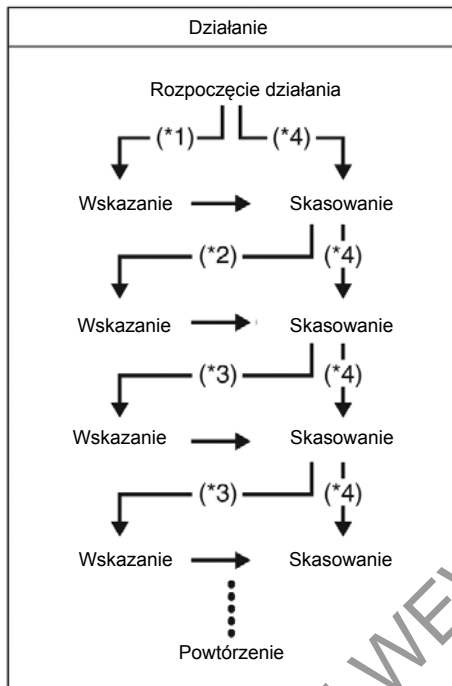 Działanie
Rozpoczęcie działania
(*1) (*4)
Wskazanie Skasowanie
(*2) (*4)
Wskazanie Skasowanie
(*3) (*4)
Wskazanie Skasowanie
(*3) (*4)
Wskazanie Skasowanie
Powtórzenie